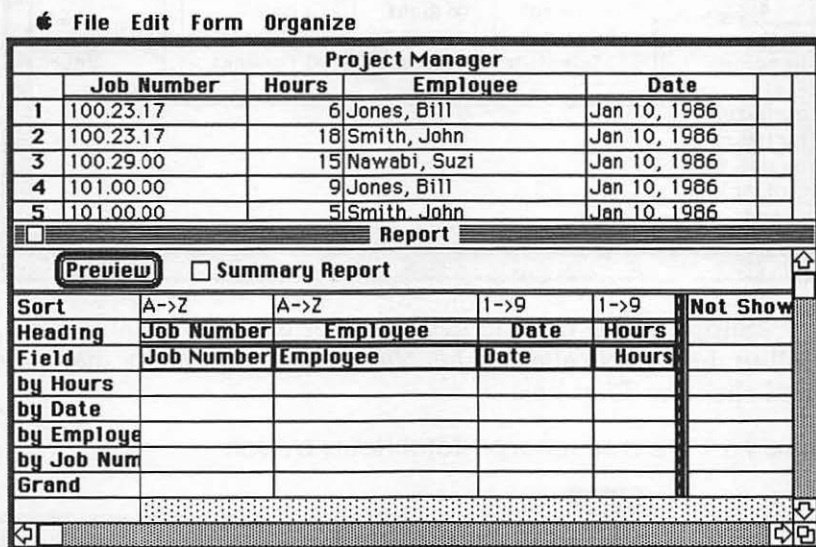 File Edit Form Organize
Project Manager
Job Number Hours Employee Date
1 100.23.17 6 Jones, Bill Jan 10, 1986
2 100.23.17 18 Smith, John Jan 10, 1986
3 100.29.00 15 Nawabi, Suzi Jan 10, 1986
4 101.00.00 9 Jones, Bill Jan 10, 1986
5 101.00.00 5 Smith, John Jan 10, 1986
Report
Preview Summary Report
Sort A->Z A->Z 1->9 1->9 Not Show
Heading Job Number Employee Date Hours
Field Job Number Employee Date Hours
by Hours
by Date
by Employe
by Job Num
Grand